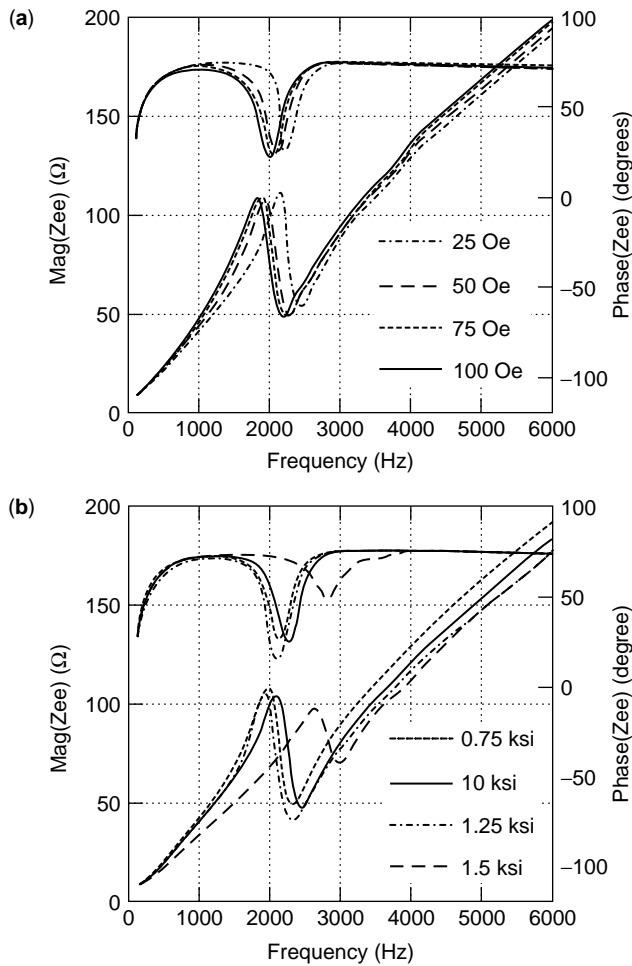 (a)
200
150
100
50
0
Mag(Zee) (Ω)
100
50
0
−50
−100
Phase(Zee) (degrees)
25 Oe
50 Oe
75 Oe
100 Oe
0 1000 2000 3000 4000 5000 6000
Frequency (Hz)
(b)
200
150
100
50
0
Mag(Zee) (Ω)
100
50
0
−50
−100
Phase(Zee) (degree)
0.75 ksi
10 ksi
1.25 ksi
1.5 ksi
0 1000 2000 3000 4000 5000 6000
Frequency (Hz)